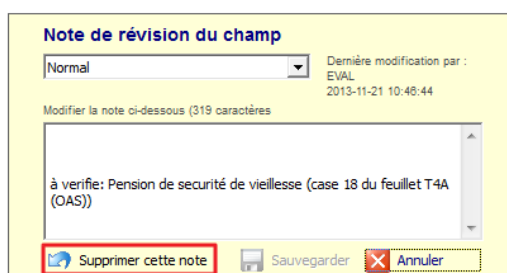 Note de révision du champ
Normal
Dernière modification par :
EVAL
2013-11-21 10:46:44
Modifier la note ci-dessous (319 caractères
à verifie: Pension de securité de vieillesse (case 18 du feuillet T4A
(OAS))
Supprimer cette note
Sauvegarder
Annuler